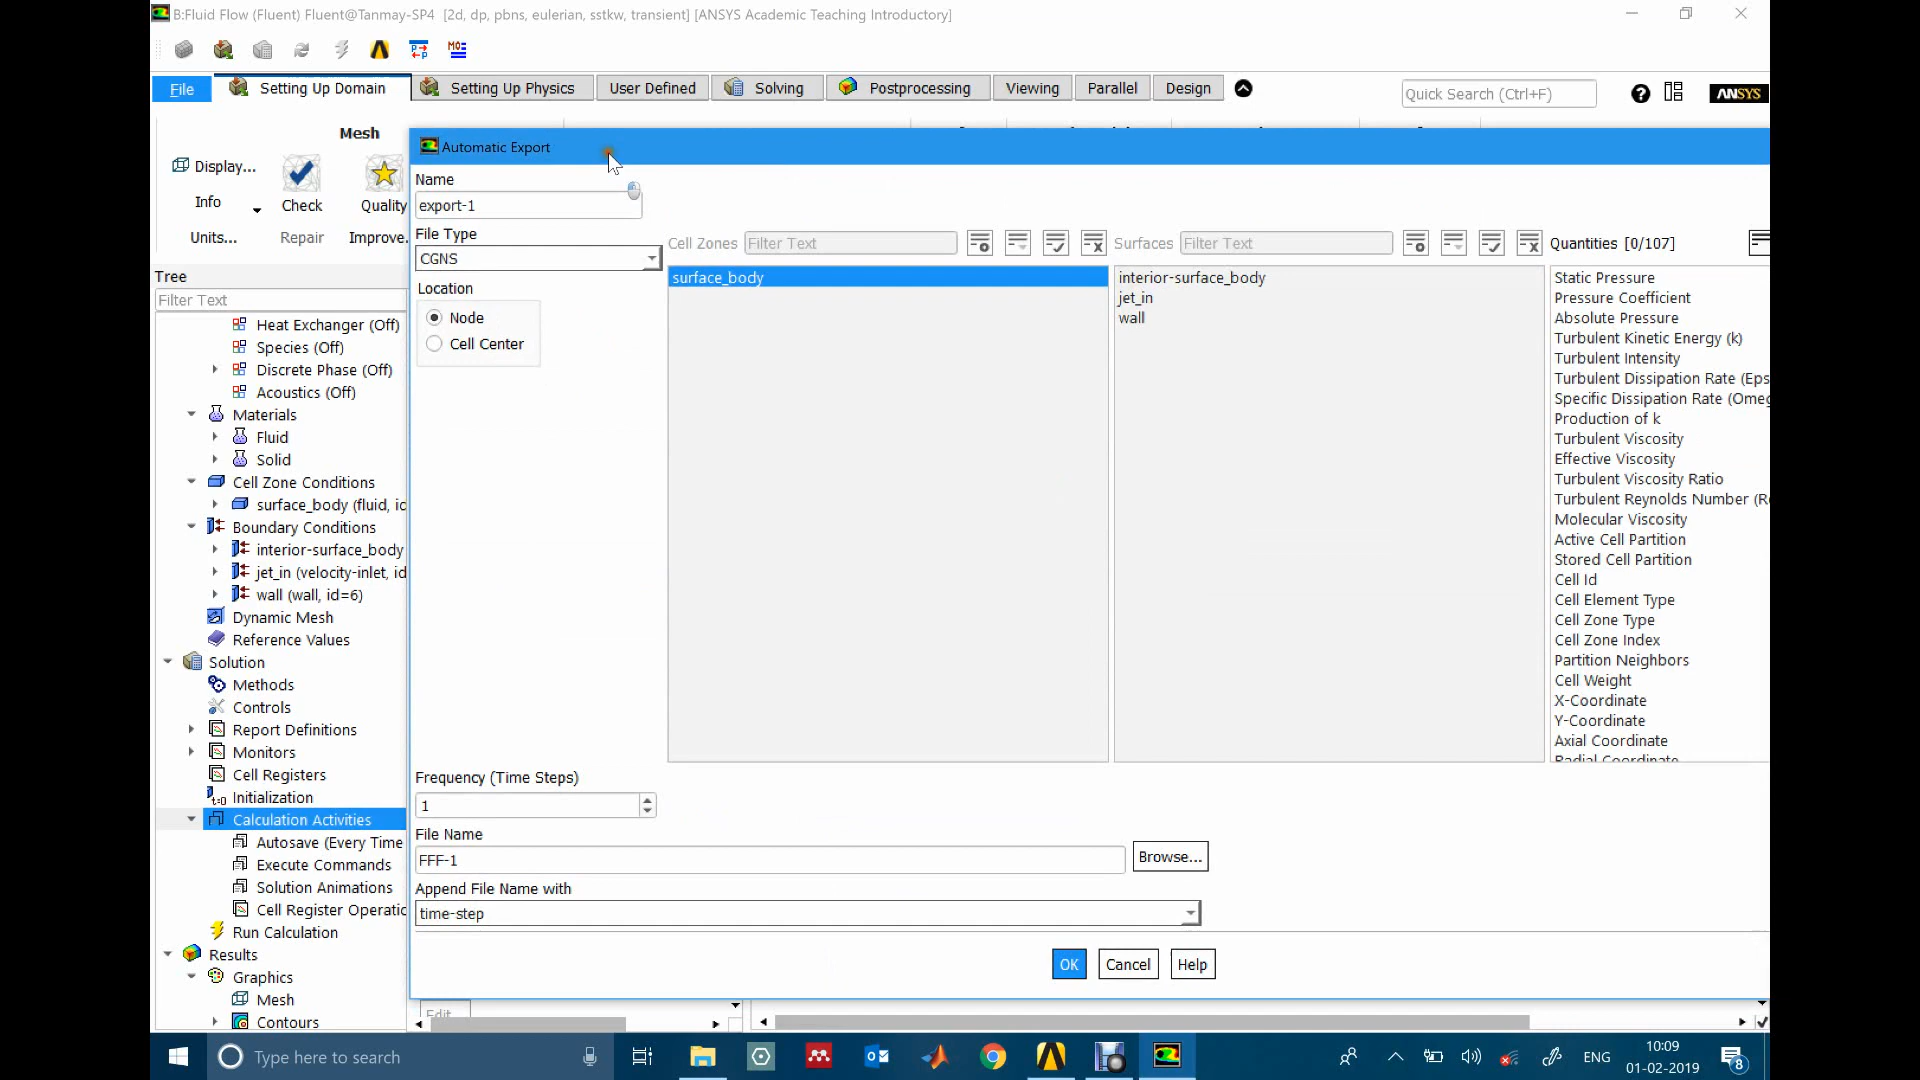 B:Fluid Flow (Fluent) Fluent@Tanmay-SP4 [2d, dp, pbns, eulerian, sstkw, transient] [ANSYS Academic Teaching Introductory]
File
Setting Up Domain
Setting Up Physics
User Defined
Solving
Postprocessing
Viewing
Parallel
Design
Quick Search (Ctrl+F)
ANSYS
Mesh
Display...
Info
Units...
Check
Repair
Quality
Improve.
Tree
Filter Text
Heat Exchanger (Off)
Species (Off)
Discrete Phase (Off)
Acoustics (Off)
Materials
Fluid
Solid
Cell Zone Conditions
surface_body (fluid, id
Boundary Conditions
interior-surface_body
jet_in (velocity-inlet, id
wall (wall, id=6)
Dynamic Mesh
Reference Values
Solution
Methods
Controls
Report Definitions
Monitors
Cell Registers
Initialization
Calculation Activities
Autosave (Every Time
Execute Commands
Solution Animations
Cell Register Operatio
Run Calculation
Results
Graphics
Mesh
Contours
Automatic Export
Name
export-1
File Type
CGNS
Location
Node
Cell Center
Cell Zones
Filter Text
surface_body
Surfaces
Filter Text
interior-surface_body
jet_in
wall
Quantities [0/107]
Static Pressure
Pressure Coefficient
Absolute Pressure
Turbulent Kinetic Energy (k)
Turbulent Intensity
Turbulent Dissipation Rate (Eps
Specific Dissipation Rate (Ome
Production of k
Turbulent Viscosity
Effective Viscosity
Turbulent Viscosity Ratio
Turbulent Reynolds Number (R
Molecular Viscosity
Active Cell Partition
Stored Cell Partition
Cell Id
Cell Element Type
Cell Zone Type
Cell Zone Index
Partition Neighbors
Cell Weight
X-Coordinate
Y-Coordinate
Axial Coordinate
Radial Coordinate
Frequency (Time Steps)
1
File Name
FFF-1
Browse...
Append File Name with
time-step
OK
Cancel
Help
Edit
Type here to search
ENG
10:09
01-02-2019
8